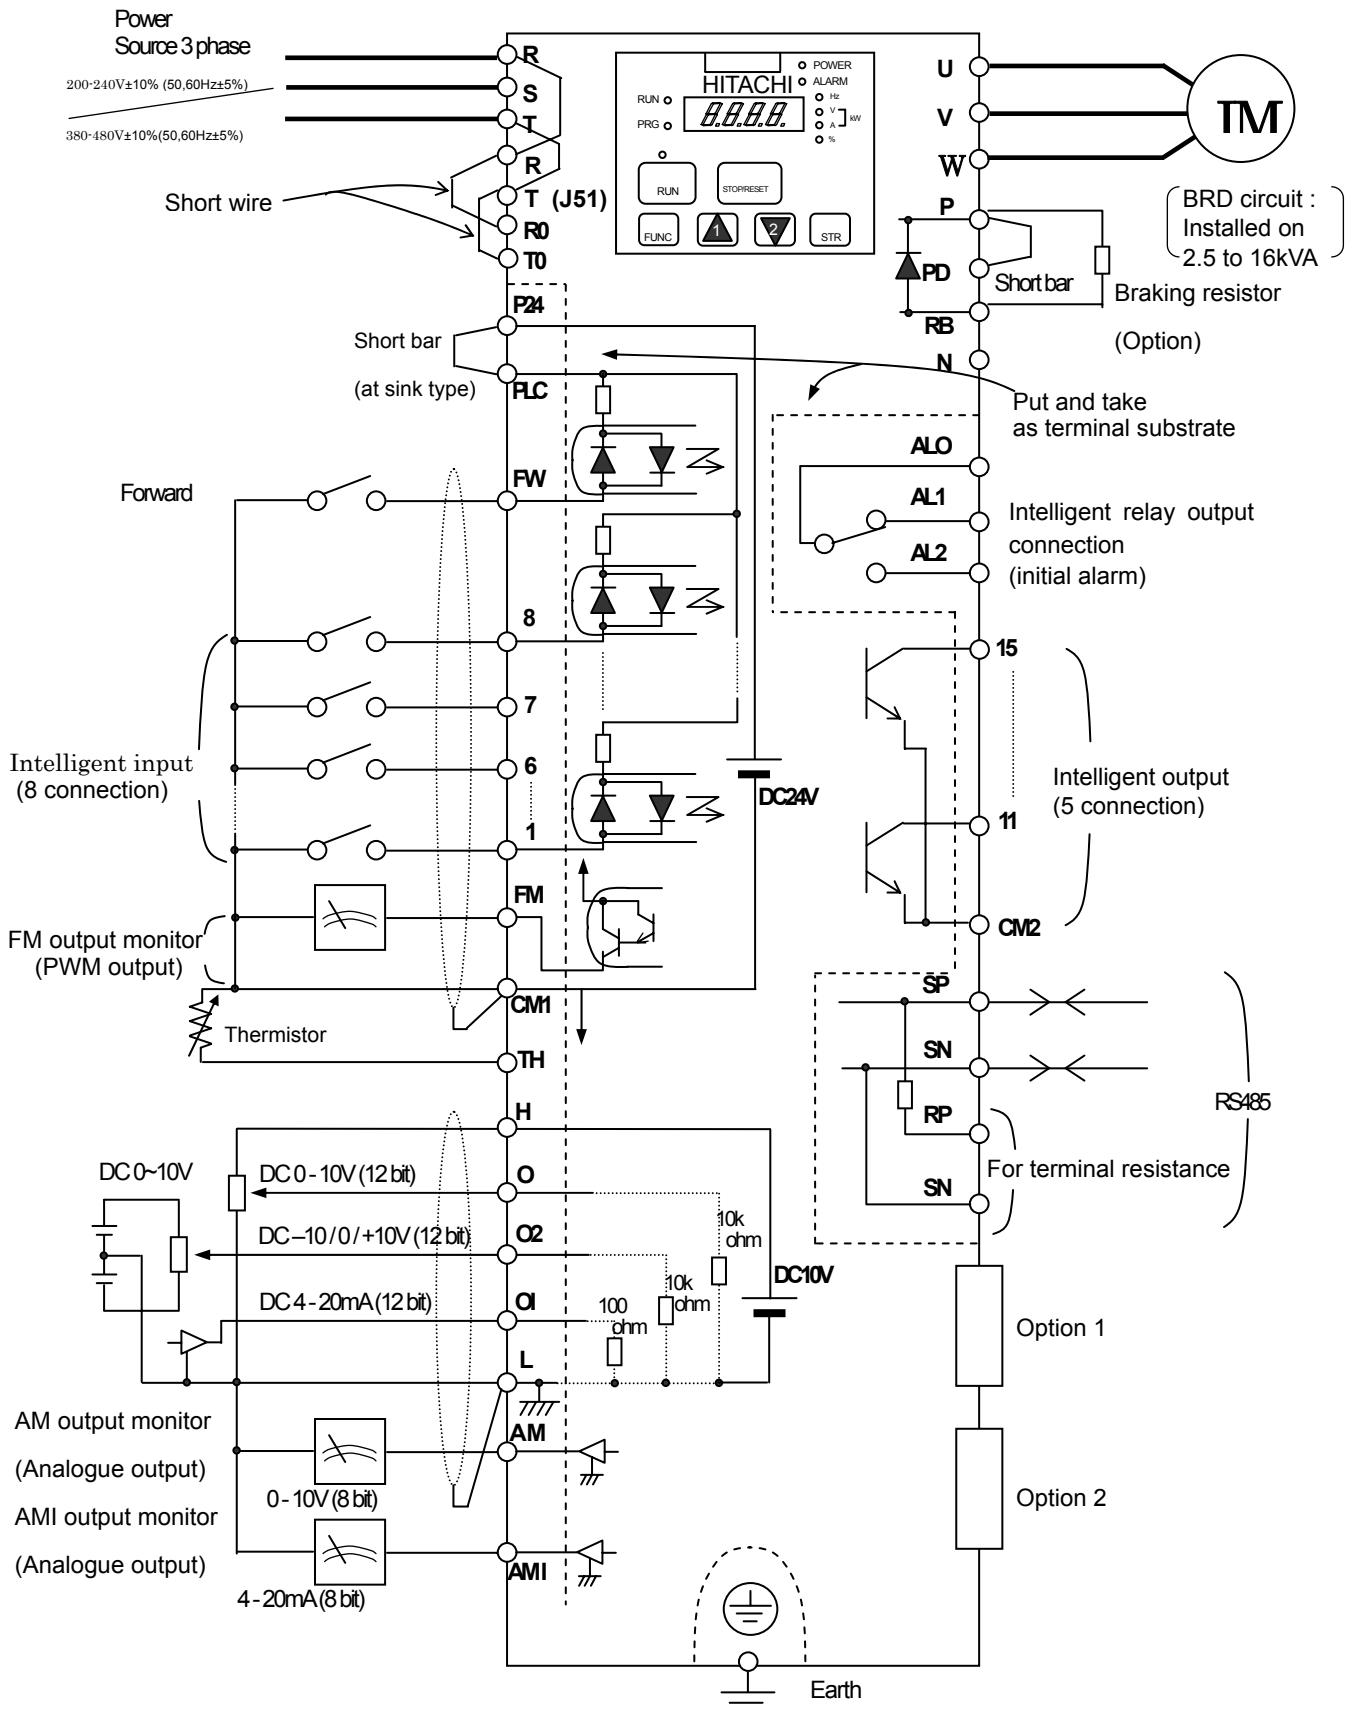 Power
Source 3 phase
200-240V±10% (50,60Hz±5%)
380-480V±10%(50,60Hz±5%)
Short wire
R
S
T
R
T (J51)
R0
T0
HITACHI
POWER
ALARM
RUN
PRG
Hz
V
A
kW
%
8.8.8.8.
RUN
STOP/RESET
FUNC
1
2
STR
U
V
W
TM
P
PD
RB
N
Short bar
BRD circuit :
Installed on
2.5 to 16kVA
Braking resistor
(Option)
P24
Short bar
(at sink type)
PLC
Put and take
as terminal substrate
Forward
FW
8
7
6
1
Intelligent input
(8 connection)
DC24V
AL0
AL1
AL2
Intelligent relay output
connection
(initial alarm)
15
11
Intelligent output
(5 connection)
CM2
FM output monitor
(PWM output)
FM
CM1
Thermistor
TH
SP
SN
RP
SN
RS485
For terminal resistance
H
DC 0~10V
DC 0 - 10V (12 bit)
O
DC –10 / 0 / +10V (12 bit)
O2
DC 4 - 20mA (12 bit)
OI
L
10k
ohm
10k
ohm
100
ohm
DC10V
Option 1
Option 2
AM output monitor
(Analogue output)
0 - 10V (8 bit)
AM
AMI output monitor
(Analogue output)
4 - 20mA (8 bit)
AMI
Earth